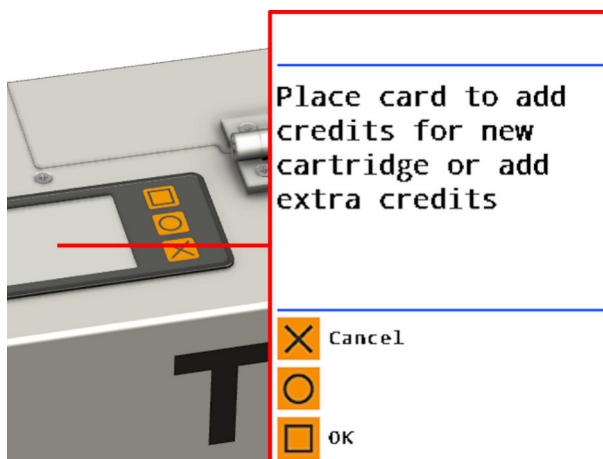 Place card to add
credits for new
cartridge or add
extra credits
Cancel
OK
T